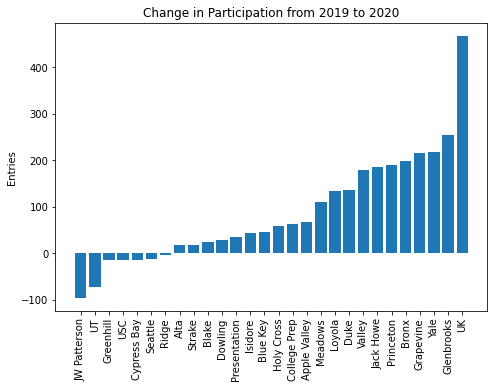 Change in Participation from 2019 to 2020
Entries
400
300
200
100
0
−100
JW Patterson
UT
Greenhill
USC
Cypress Bay
Seattle
Ridge
Alta
Strake
Blake
Dowling
Presentation
Isidore
Blue Key
Holy Cross
College Prep
Apple Valley
Meadows
Loyola
Duke
Valley
Jack Howe
Princeton
Bronx
Grapevine
Yale
Glenbrooks
UK